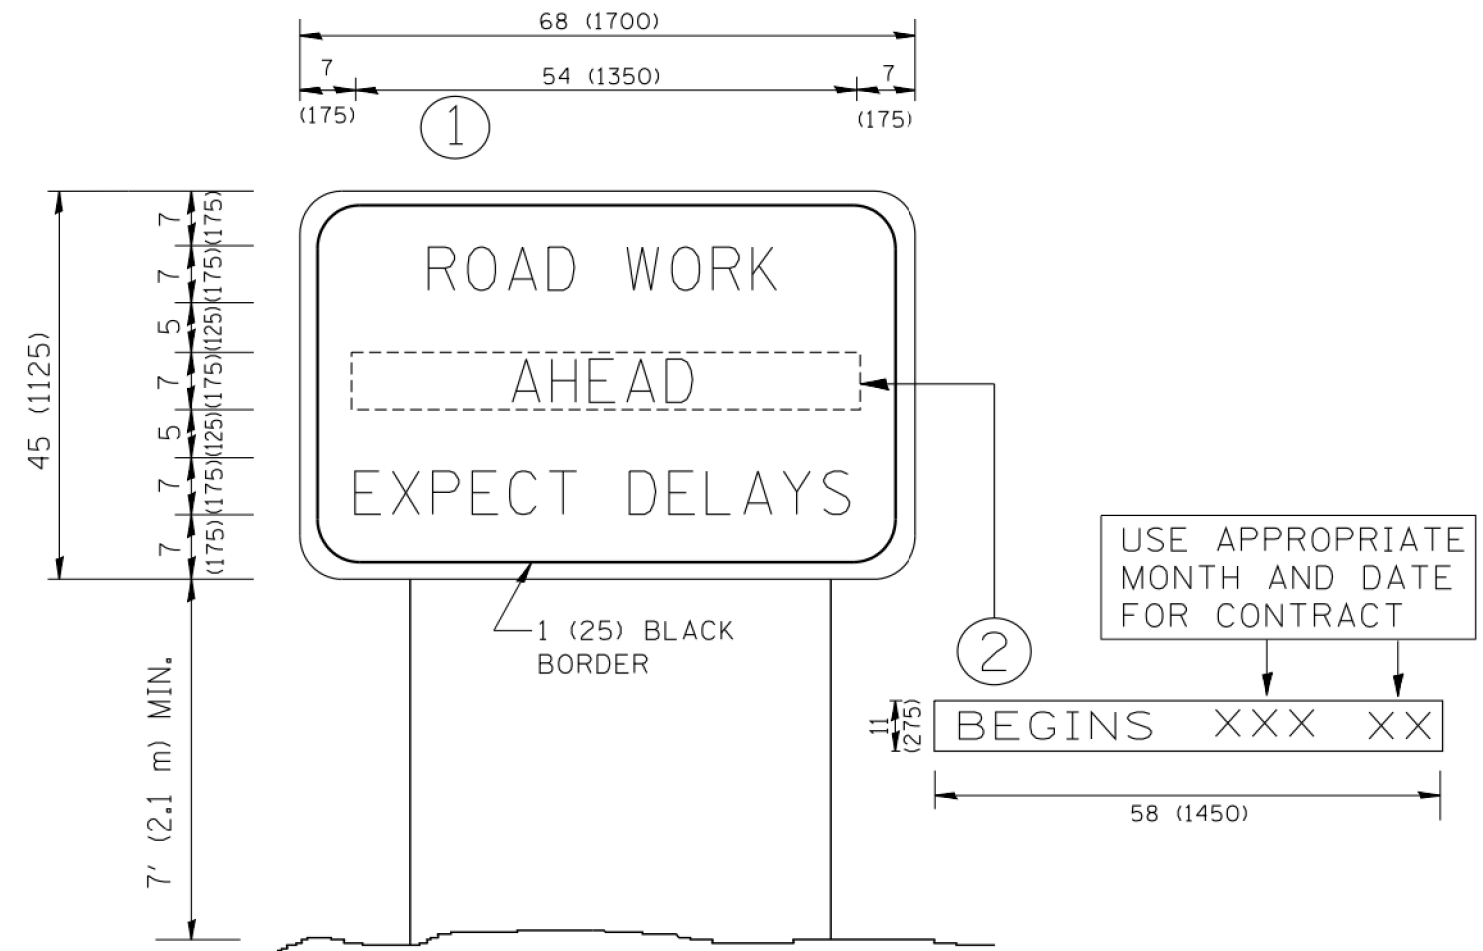 68 (1700)
7 54 (1350) 7
(175) (175)
1
45 (1125)
7 (175)
7 (175)
5 (125)
7 (175)
5 (125)
7 (175)
7 (175)
ROAD WORK
AHEAD
EXPECT DELAYS
1 (25) BLACK
BORDER
7' (2.1 m) MIN.
2
USE APPROPRIATE
MONTH AND DATE
FOR CONTRACT
11
(275)
BEGINS XXX XX
58 (1450)